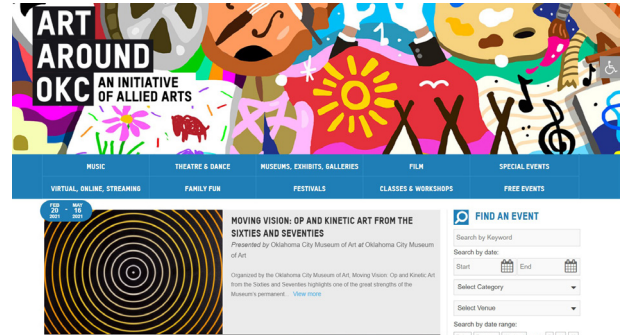 ART
AROUND
OKC AN INITIATIVE
OF ALLIED ARTS
MUSIC THEATRE & DANCE MUSEUMS, EXHIBITS, GALLERIES FILM SPECIAL EVENTS
VIRTUAL, ONLINE, STREAMING FAMILY FUN FESTIVALS CLASSES & WORKSHOPS FREE EVENTS
FEB 20 2021 - MAY 16 2021
MOVING VISION: OP AND KINETIC ART FROM THE
SIXTIES AND SEVENTIES
Presented by Oklahoma City Museum of Art at Oklahoma City Museum
of Art
Organized by the Oklahoma City Museum of Art, Moving Vision: Op and Kinetic Art
from the Sixties and Seventies highlights one of the great strengths of the
Museum's permanent... View more
FIND AN EVENT
Search by Keyword
Search by date:
Start End
Select Category
Select Venue
Search by date range: